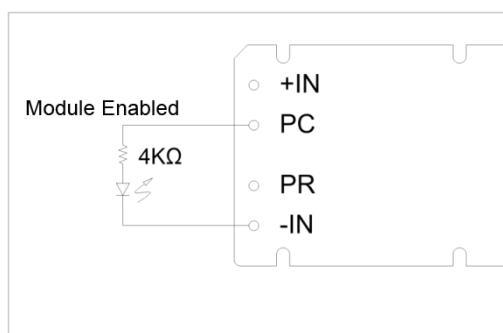 +IN
Module Enabled
PC
4KΩ
PR
-IN